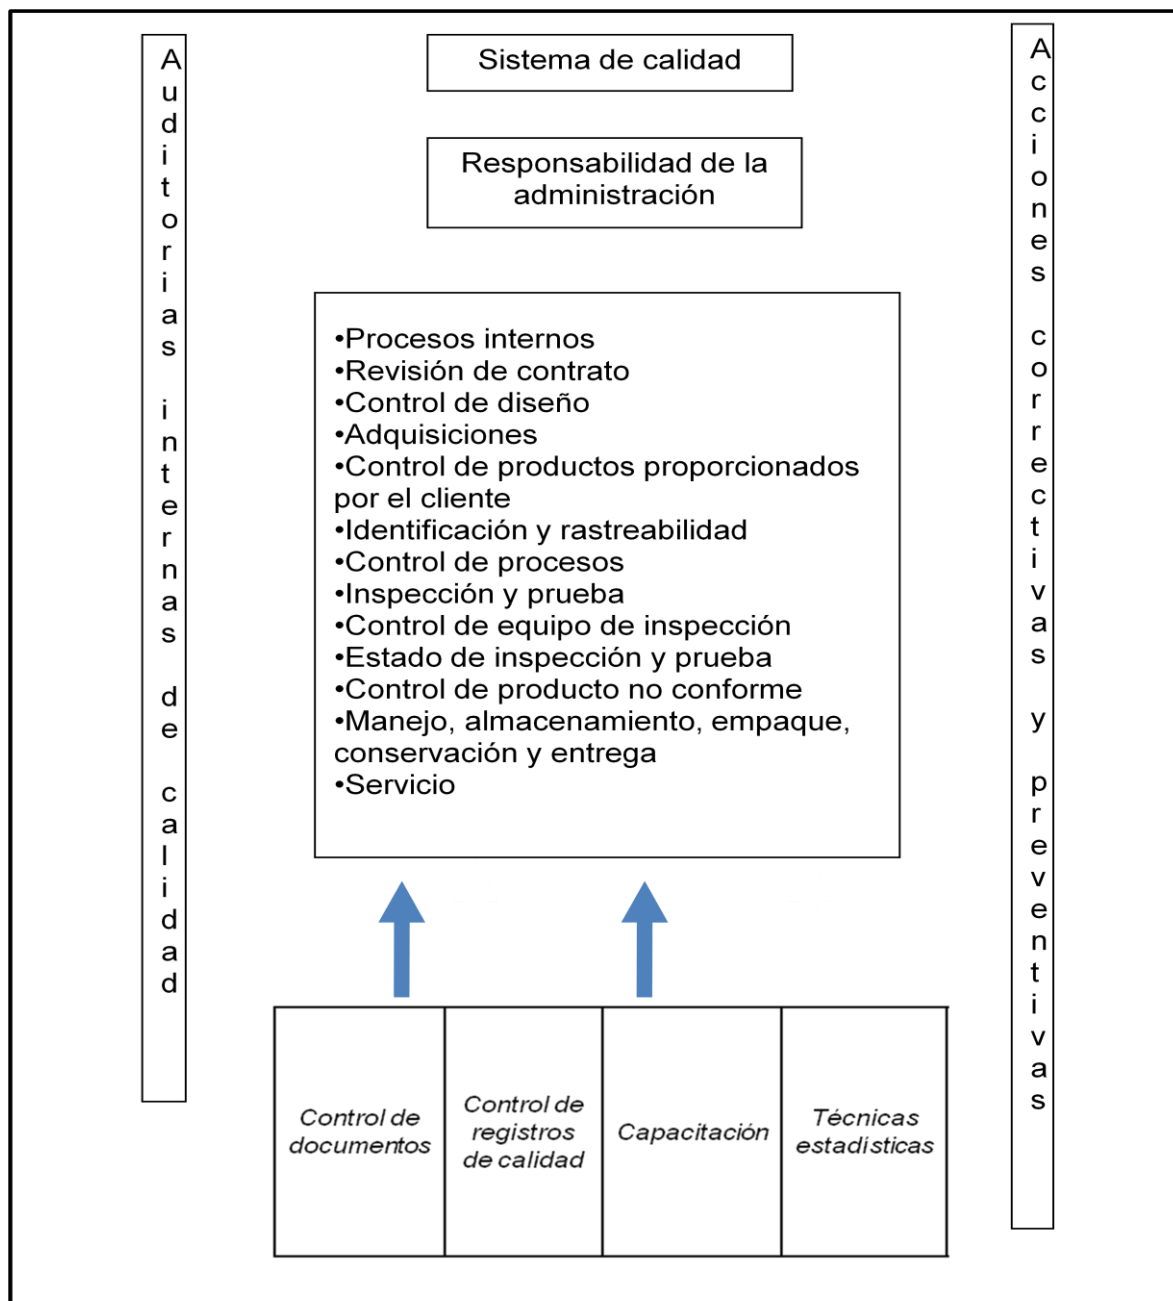 Auditorias internas de calidad
Sistema de calidad
Responsabilidad de la
administración
•Procesos internos
•Revisión de contrato
•Control de diseño
•Adquisiciones
•Control de productos proporcionados
por el cliente
•Identificación y rastreabilidad
•Control de procesos
•Inspección y prueba
•Control de equipo de inspección
•Estado de inspección y prueba
•Control de producto no conforme
•Manejo, almacenamiento, empaque,
conservación y entrega
•Servicio
Control de
documentos
Control de
registros
de calidad
Capacitación
Técnicas
estadísticas
Acciones correctivas y preventivas